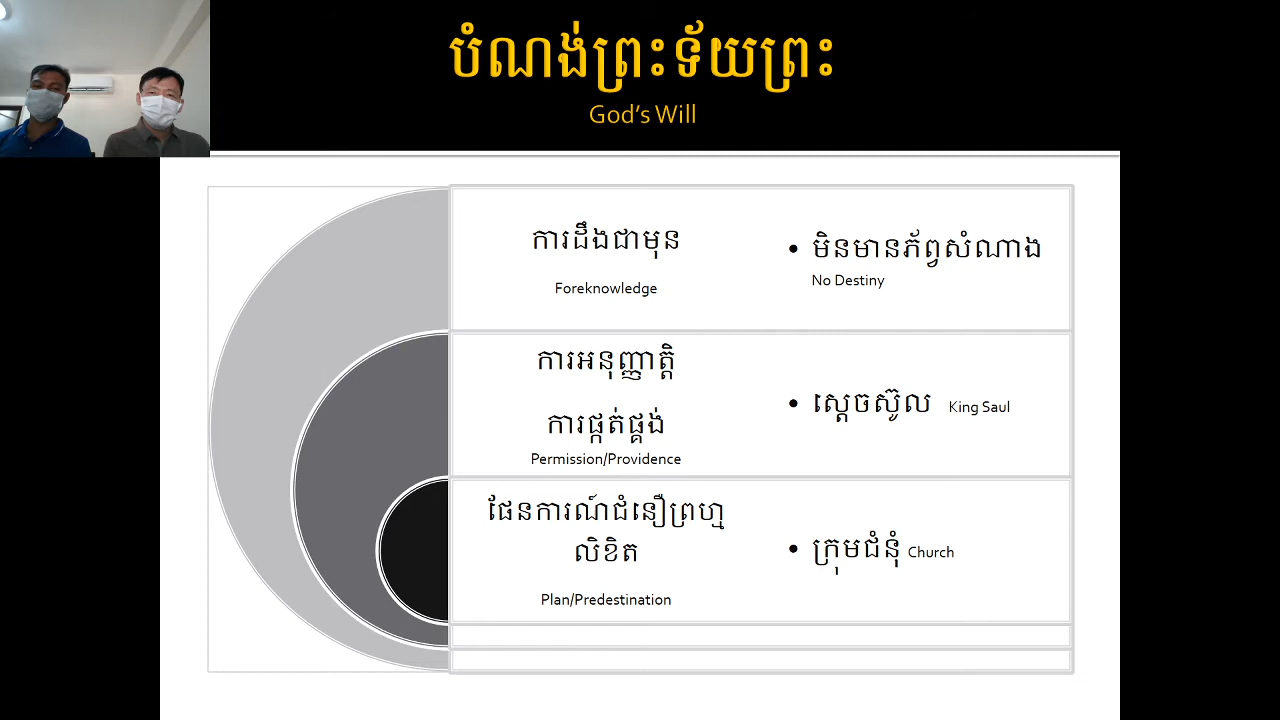 បំណង់ព្រះទ័យព្រះ
God's Will
ការដឹងជាមុន
Foreknowledge
• មិនមានភ័ព្វសំណាង
No Destiny
ការអនុញ្ញាត្តិ
ការផ្កត់ផ្គង់
Permission/Providence
• ស្តេចស៊ូល King Saul
ផែនការណ៍ជំនឿព្រហ្ម
លិខិត
Plan/Predestination
• ក្រុមជំនុំ Church